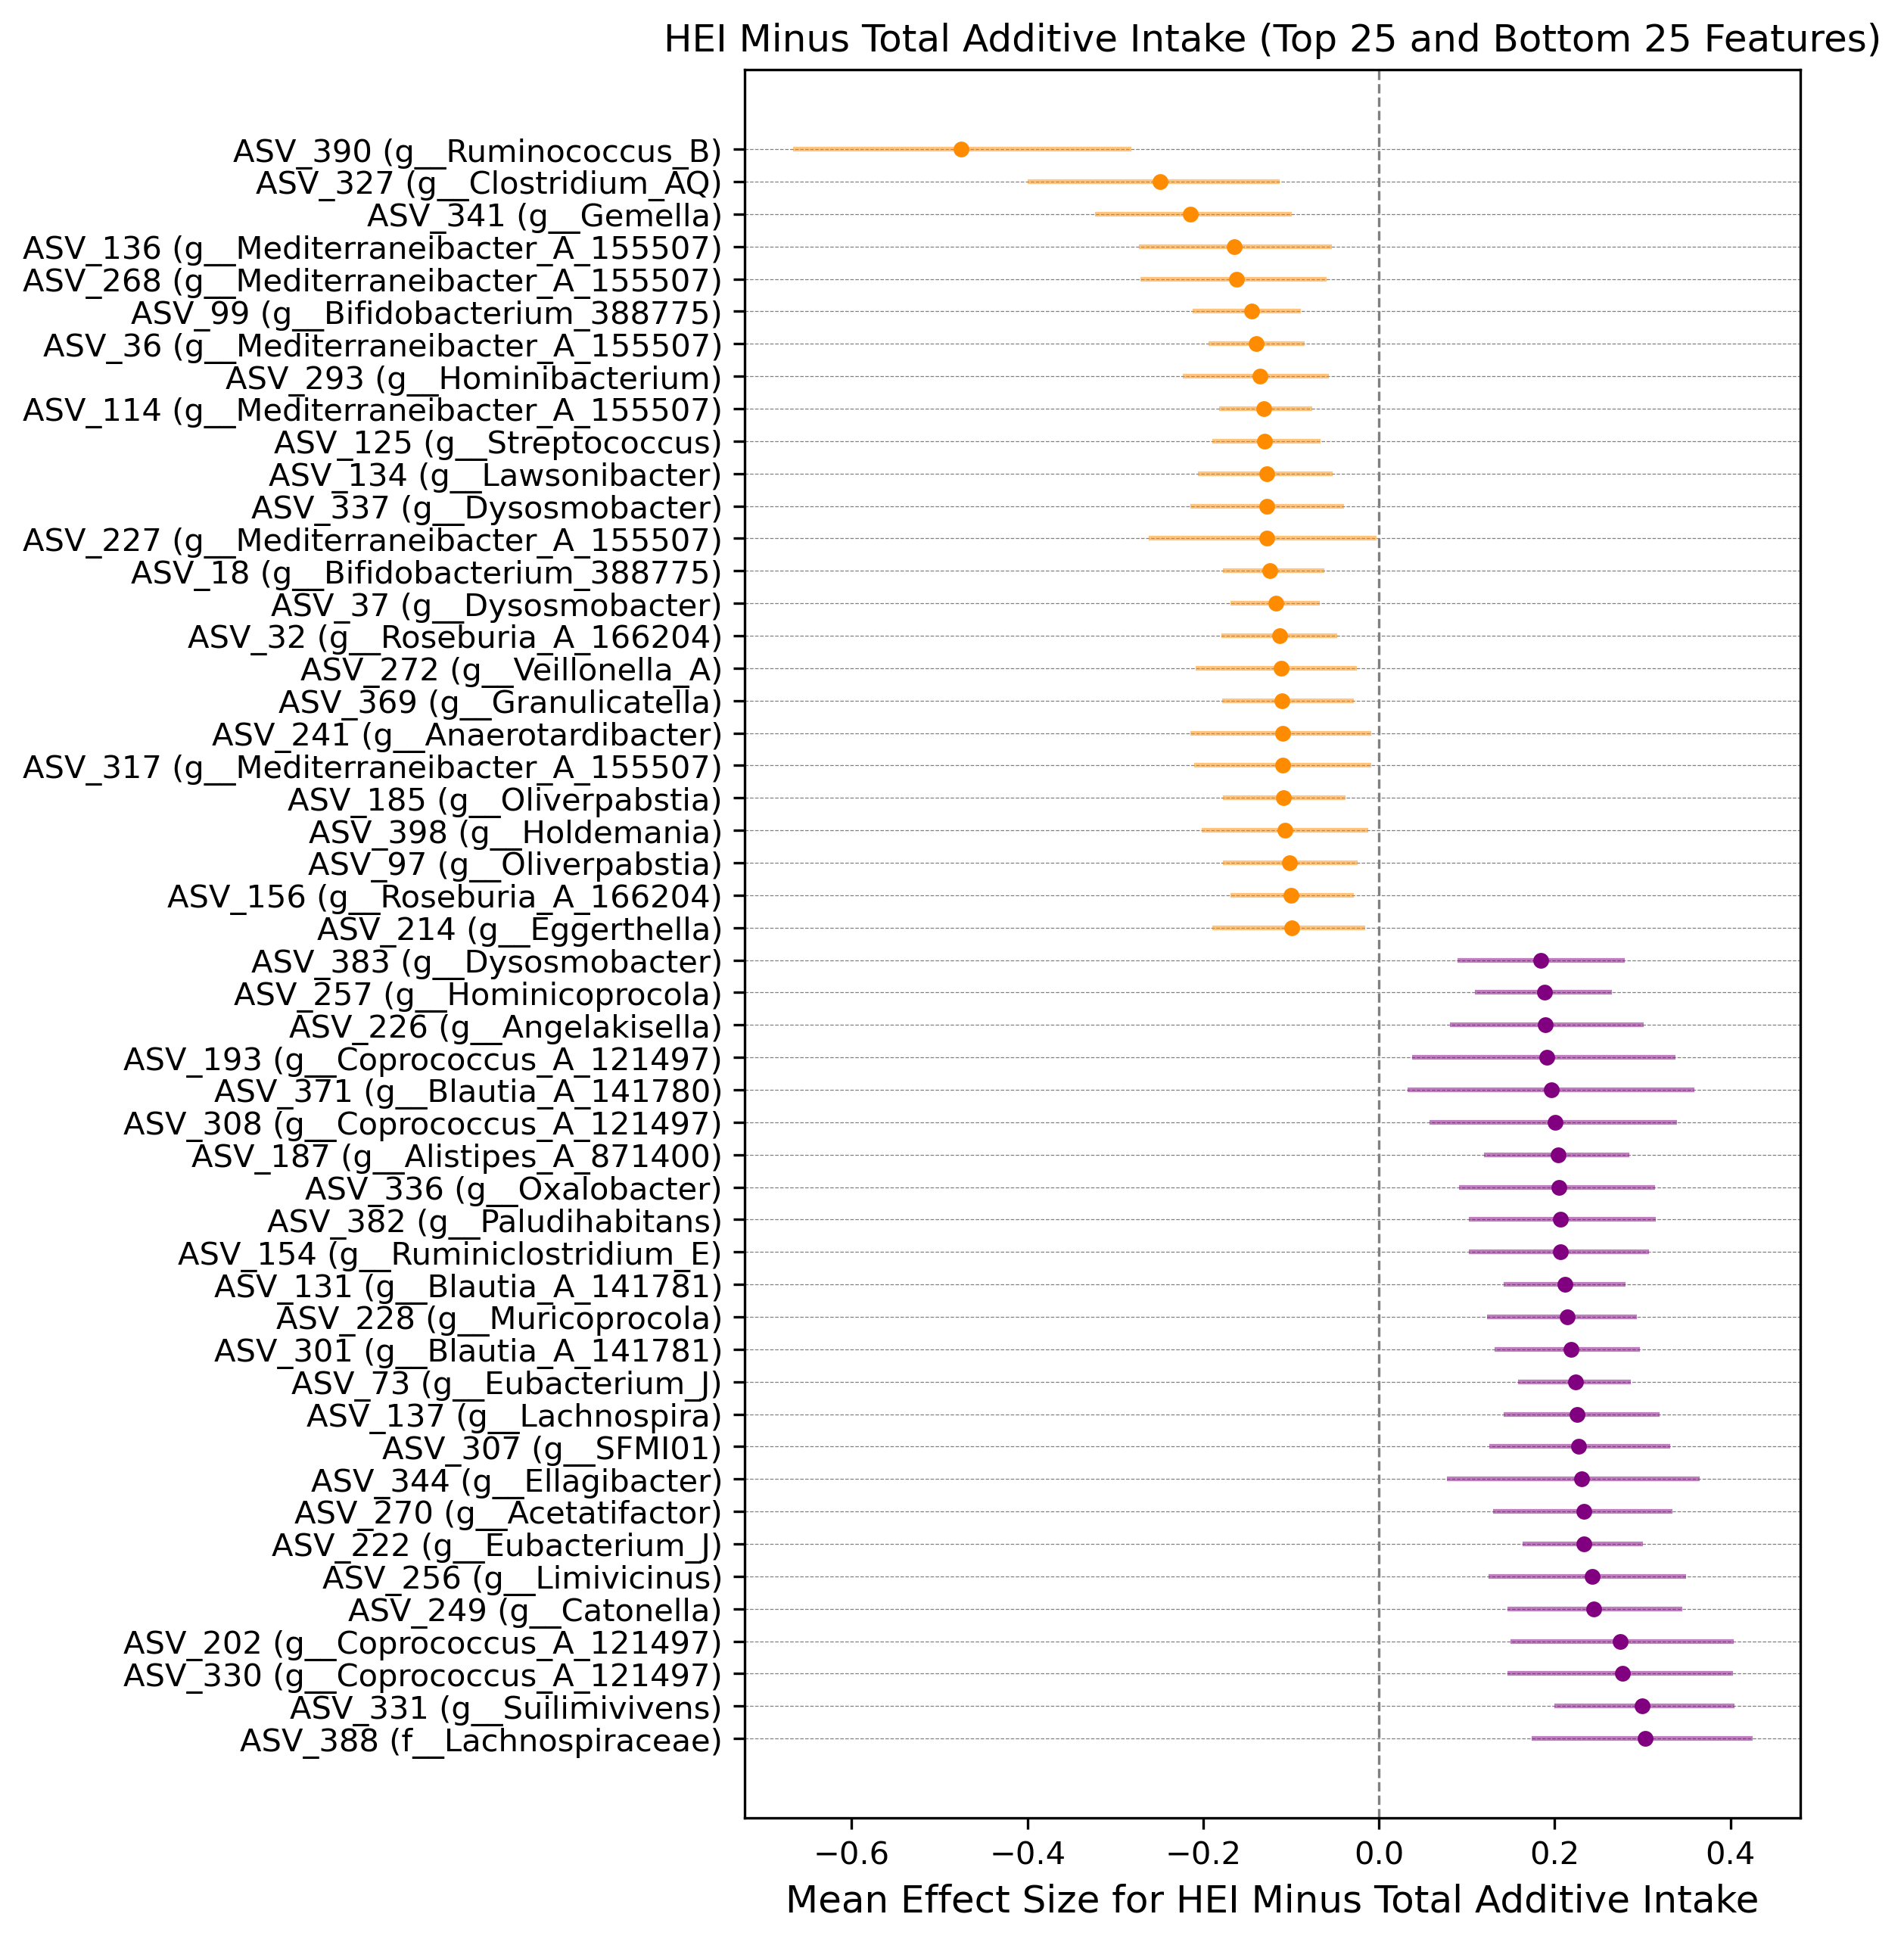 HEI Minus Total Additive Intake (Top 25 and Bottom 25 Features)
ASV_390 (g__Ruminococcus_B)
ASV_327 (g__Clostridium_AQ)
ASV_341 (g__Gemella)
ASV_136 (g__Mediterraneibacter_A_155507)
ASV_268 (g__Mediterraneibacter_A_155507)
ASV_99 (g__Bifidobacterium_388775)
ASV_36 (g__Mediterraneibacter_A_155507)
ASV_293 (g__Hominibacterium)
ASV_114 (g__Mediterraneibacter_A_155507)
ASV_125 (g__Streptococcus)
ASV_134 (g__Lawsonibacter)
ASV_337 (g__Dysosmobacter)
ASV_227 (g__Mediterraneibacter_A_155507)
ASV_18 (g__Bifidobacterium_388775)
ASV_37 (g__Dysosmobacter)
ASV_32 (g__Roseburia_A_166204)
ASV_272 (g__Veillonella_A)
ASV_369 (g__Granulicatella)
ASV_241 (g__Anaerotardibacter)
ASV_317 (g__Mediterraneibacter_A_155507)
ASV_185 (g__Oliverpabstia)
ASV_398 (g__Holdemania)
ASV_97 (g__Oliverpabstia)
ASV_156 (g__Roseburia_A_166204)
ASV_214 (g__Eggerthella)
ASV_383 (g__Dysosmobacter)
ASV_257 (g__Hominicoprocola)
ASV_226 (g__Angelakisella)
ASV_193 (g__Coprococcus_A_121497)
ASV_371 (g__Blautia_A_141780)
ASV_308 (g__Coprococcus_A_121497)
ASV_187 (g__Alistipes_A_871400)
ASV_336 (g__Oxalobacter)
ASV_382 (g__Paludihabitans)
ASV_154 (g__Ruminiclostridium_E)
ASV_131 (g__Blautia_A_141781)
ASV_228 (g__Muricoprocola)
ASV_301 (g__Blautia_A_141781)
ASV_73 (g__Eubacterium_J)
ASV_137 (g__Lachnospira)
ASV_307 (g__SFMI01)
ASV_344 (g__Ellagibacter)
ASV_270 (g__Acetatifactor)
ASV_222 (g__Eubacterium_J)
ASV_256 (g__Limivicinus)
ASV_249 (g__Catonella)
ASV_202 (g__Coprococcus_A_121497)
ASV_330 (g__Coprococcus_A_121497)
ASV_331 (g__Suilimivivens)
ASV_388 (f__Lachnospiraceae)
−0.6 −0.4 −0.2 0.0 0.2 0.4
Mean Effect Size for HEI Minus Total Additive Intake